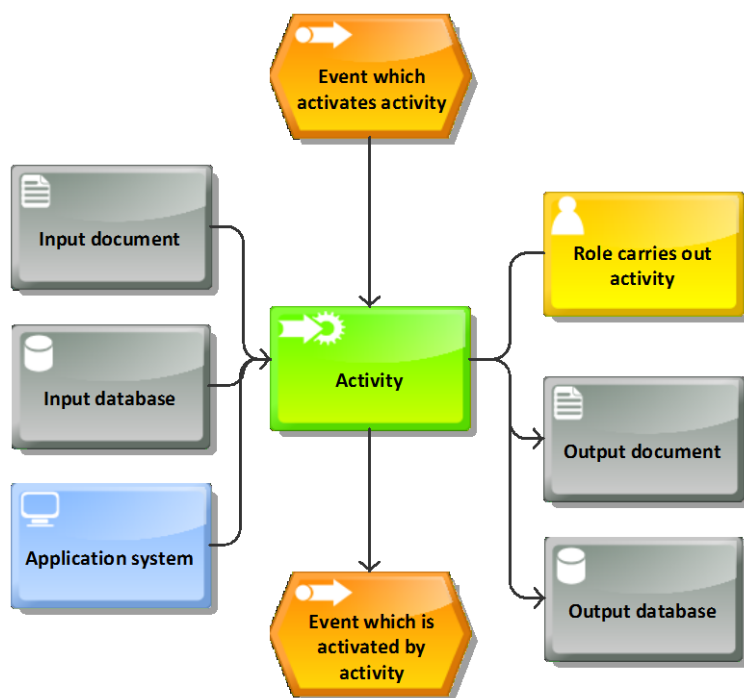 Event which
activates activity
Input document
Role carries out
activity
Input database
Activity
Output document
Application system
Output database
Event which is
activated by
activity